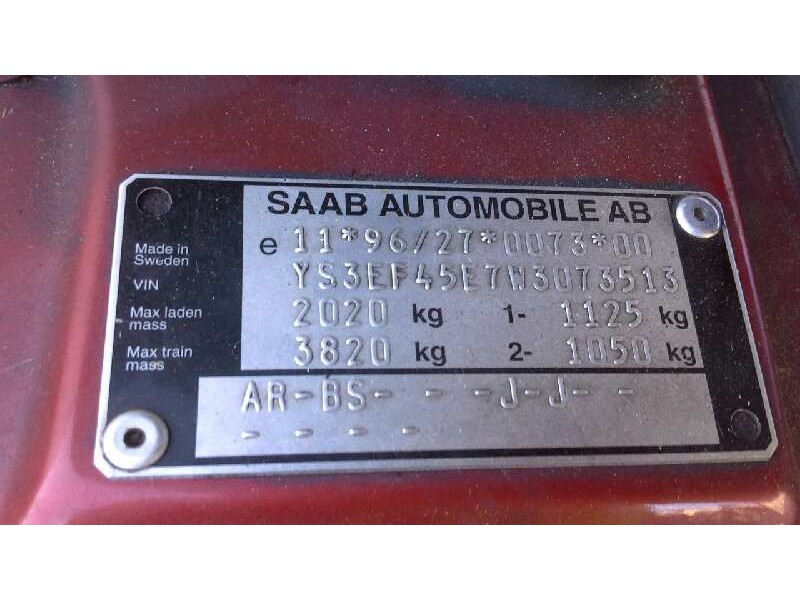 SAAB AUTOMOBILE AB
Made in Sweden e 11*96/27*0073*00
VIN YS3EF45E7W3073513
Max laden mass 2020 kg 1- 1125 kg
Max train mass 3820 kg 2- 1050 kg
AR-BS- - - -J-J- -
- - - -